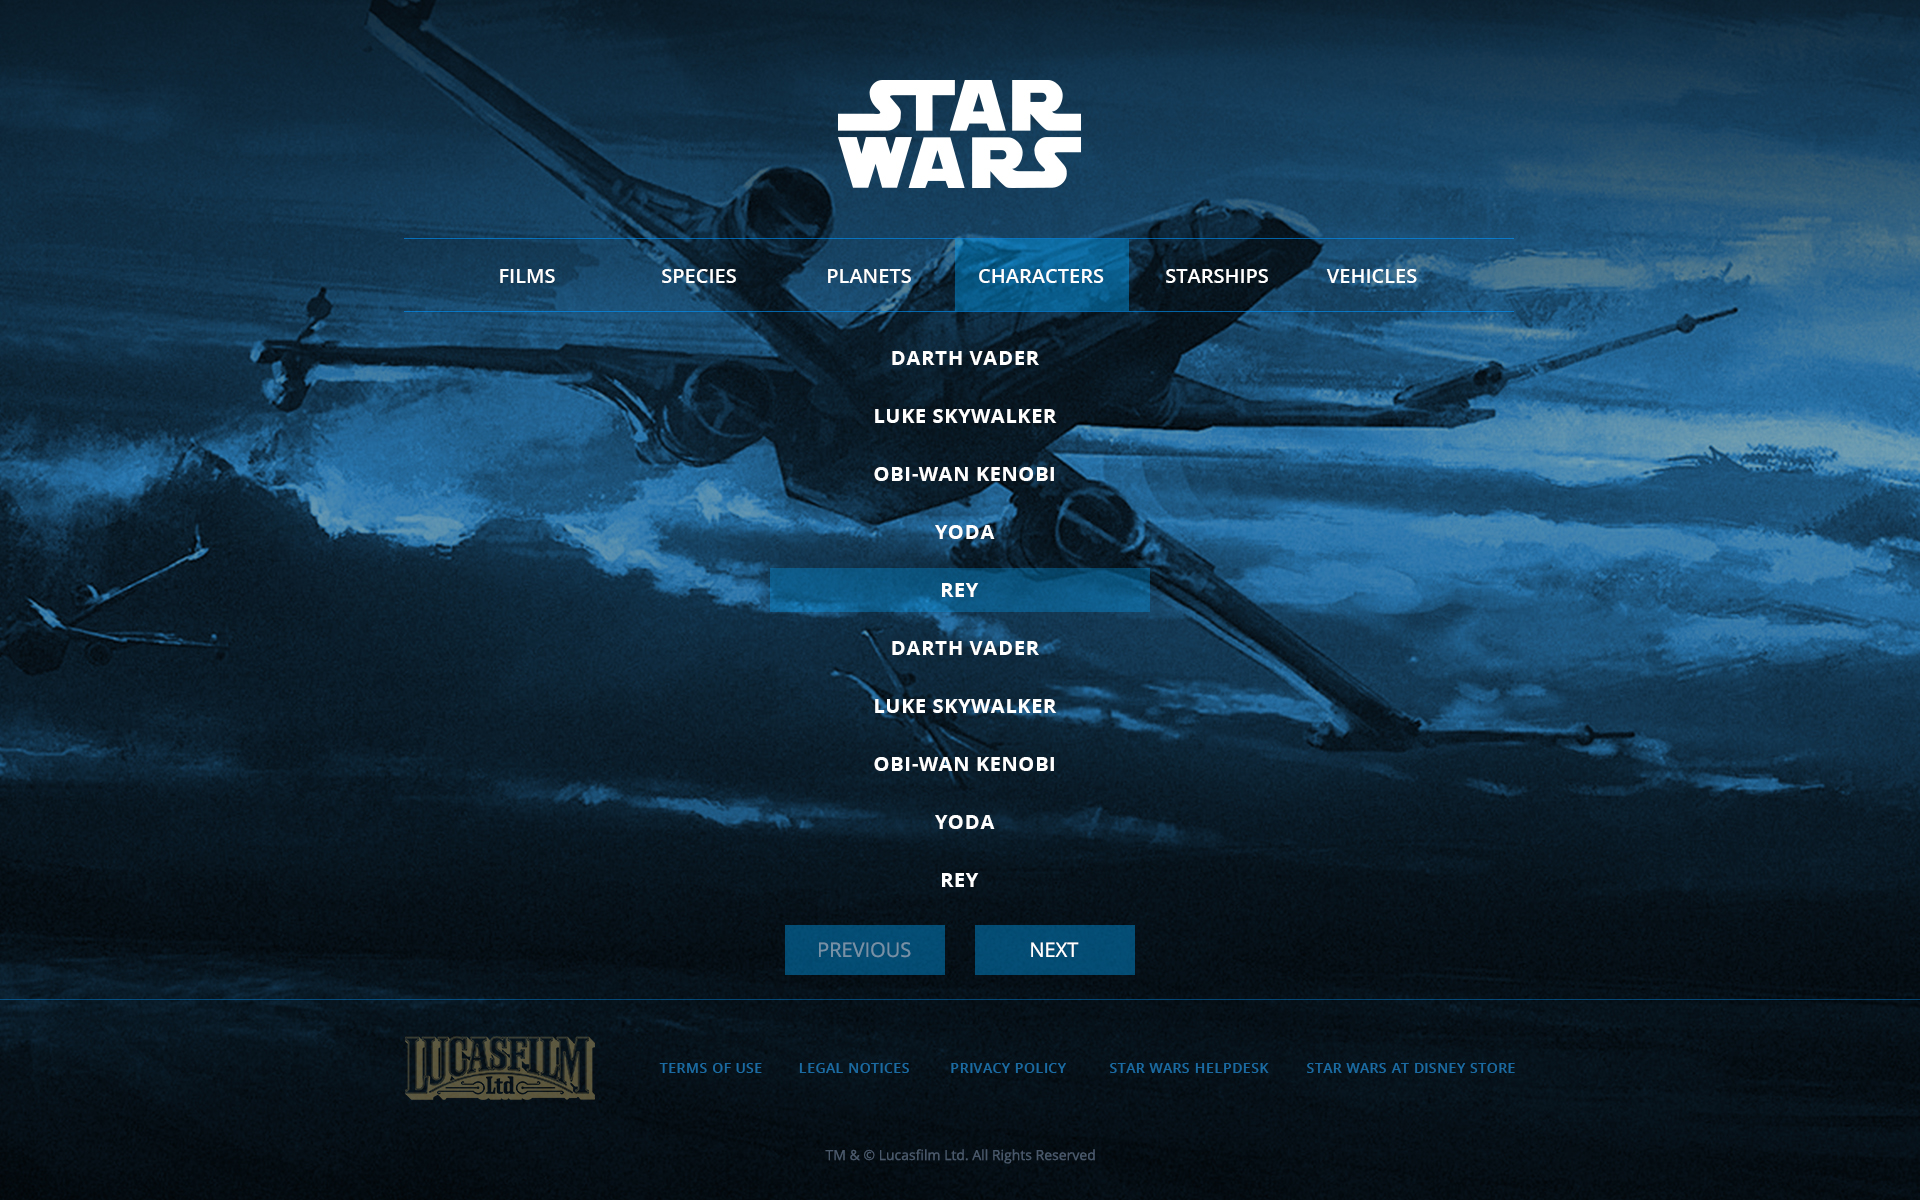 STAR
WARS
FILMS SPECIES PLANETS CHARACTERS STARSHIPS VEHICLES
DARTH VADER
LUKE SKYWALKER
OBI-WAN KENOBI
YODA
REY
DARTH VADER
LUKE SKYWALKER
OBI-WAN KENOBI
YODA
REY
PREVIOUS NEXT
LUCASFILM
Ltd
TERMS OF USE LEGAL NOTICES PRIVACY POLICY STAR WARS HELPDESK STAR WARS AT DISNEY STORE
TM & © Lucasfilm Ltd. All Rights Reserved